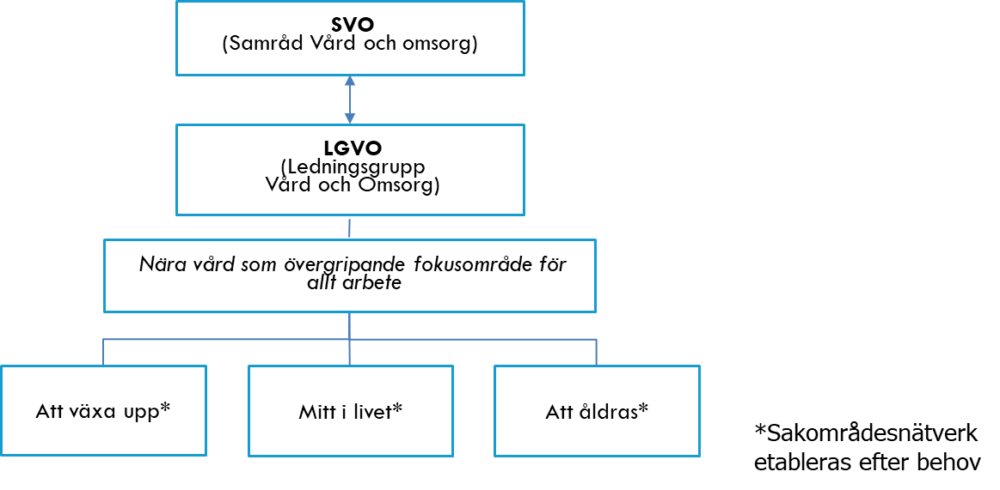 SVO
(Samråd Vård och omsorg)
LGVO
(Ledningsgrupp
Vård och Omsorg)
Nära vård som övergripande fokusområde för
allt arbete
Att växa upp*
Mitt i livet*
Att åldras*
*Sakområdesnätverk
etableras efter behov